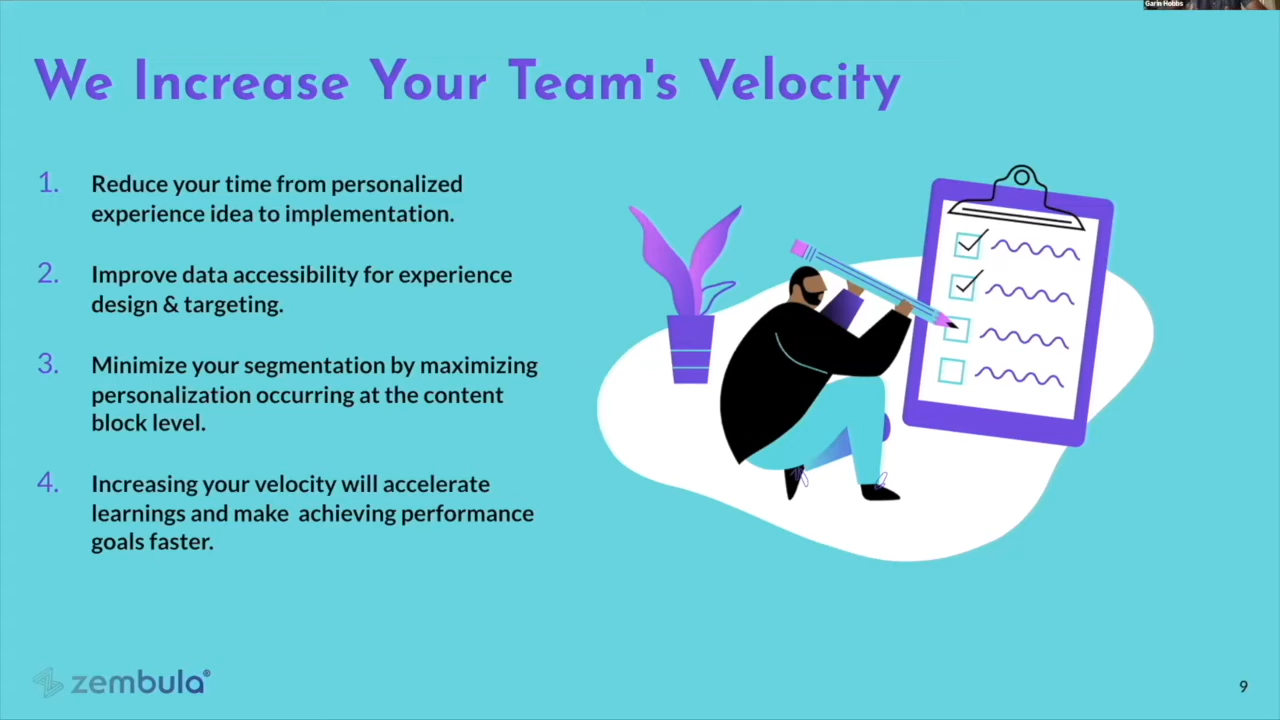 Garin Hobbs
We Increase Your Team's Velocity
1. Reduce your time from personalized
experience idea to implementation.
2. Improve data accessibility for experience
design & targeting.
3. Minimize your segmentation by maximizing
personalization occurring at the content
block level.
4. Increasing your velocity will accelerate
learnings and make  achieving performance
goals faster.
zembula®
9